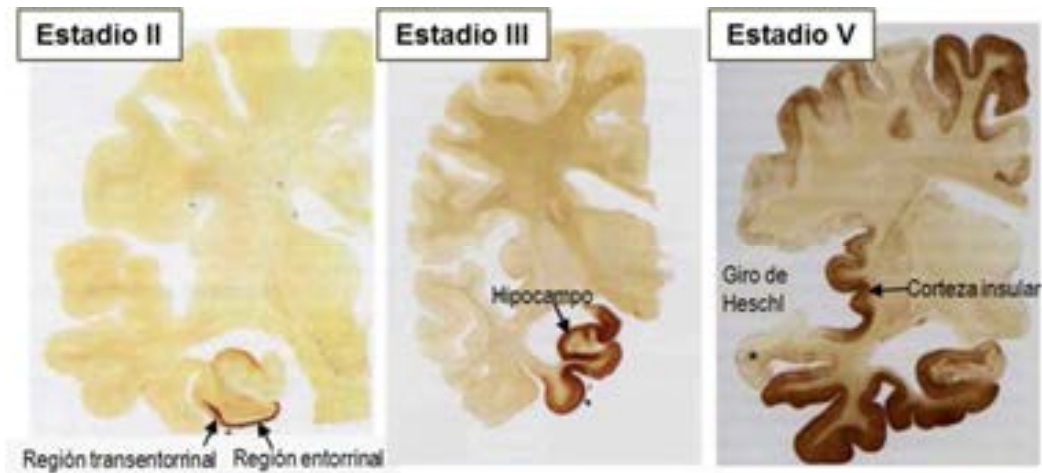 Estadio II
Estadio III
Estadio V
Hipocampo
Giro de
Heschl
Corteza insular
Región transentorrinal
Región entorrinal